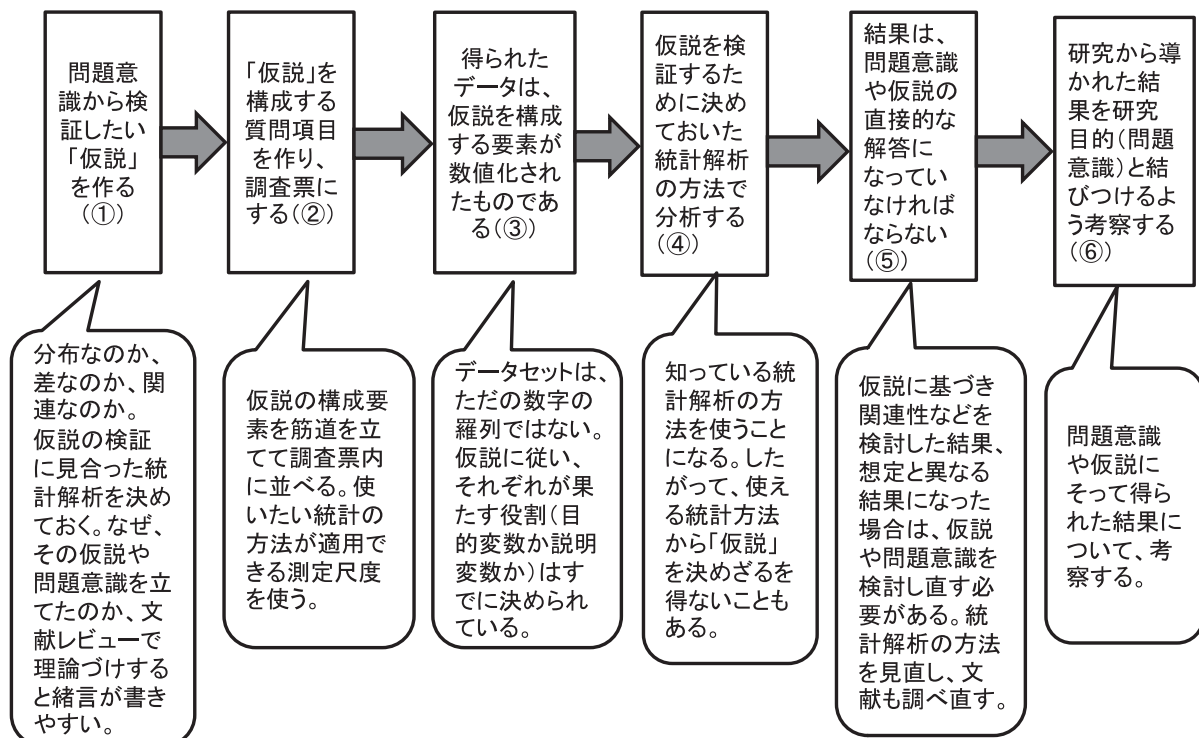 問題意
識から検
証したい
「仮説」
を作る
(①)
「仮説」を
構成する
質問項目
を作り、
調査票に
する(②)
得られた
データは、
仮説を構成
する要素が
数値化され
たものであ
る(③)
仮説を検
証するた
めに決め
ておいた
統計解析
の方法で
分析する
(④)
結果は、
問題意識
や仮説の
直接的な
解答に
なってい
なければ
ならない
(⑤)
研究から導
かれた結
果を研究
目的(問題
意識)と結
びつけるよ
う考察する
(⑥)
分布なのか、
差なのか、関
連なのか。
仮説の検証
に見合った統
計解析を決め
ておく。なぜ、
その仮説や
問題意識を立
てたのか、文
献レビューで
理論づけする
と緒言が書き
やすい。
仮説の構成要
素を筋道を立
てて調査票内
に並べる。使
いたい統計の
方法が適用で
きる測定尺度
を使う。
データセットは、
ただの数字の
羅列ではない。
仮説に従い、
それぞれが果
たす役割(目
的変数か説明
変数か)はす
でに決められ
ている。
知っている統
計解析の方
法を使うこと
になる。した
がって、使え
る統計方法
から「仮説」
を決めざるを
得ないことも
ある。
仮説に基づき
関連性などを
検討した結果、
想定と異なる
結果になった
場合は、仮説
や問題意識を
検討し直す必
要がある。統
計解析の方法
を見直し、文
献も調べ直す。
問題意識
や仮説に
そって得ら
れた結果に
ついて、考
察する。